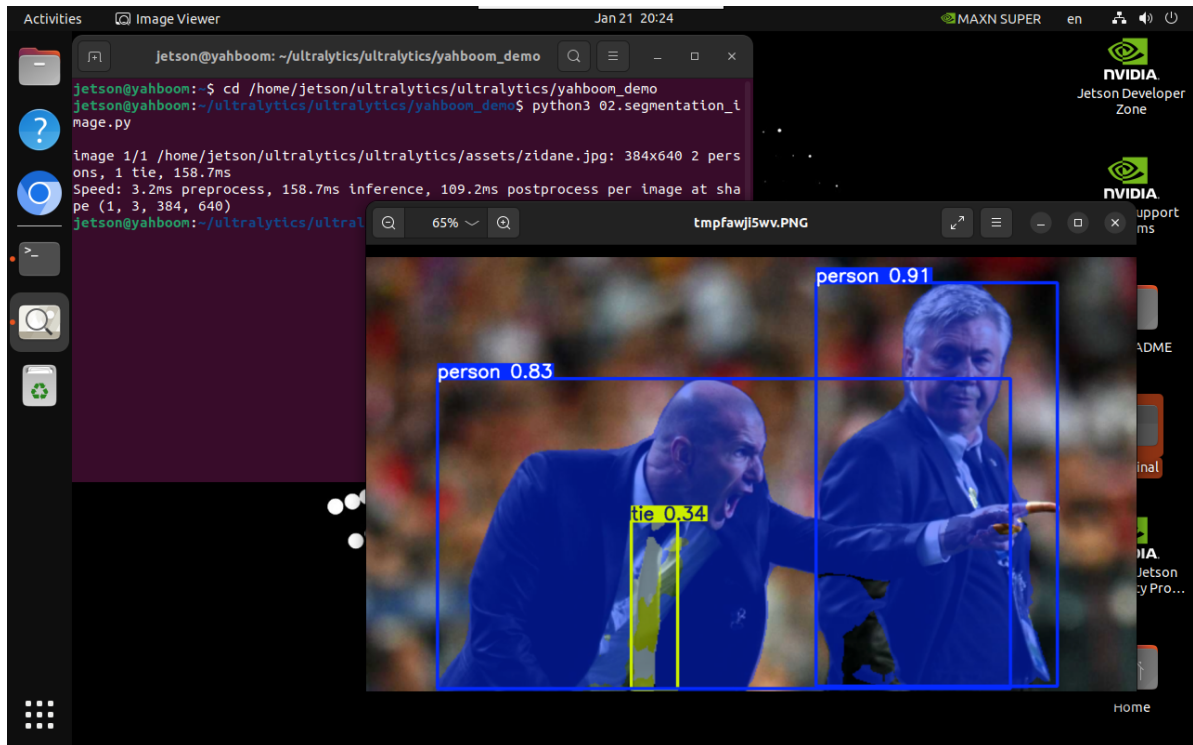 Activities
Image Viewer
Jan 21 20:24
MAXN SUPER
en
jetson@yahboom: ~/ultralytics/ultralytics/yahboom_demo
jetson@yahboom:~$ cd /home/jetson/ultralytics/ultralytics/yahboom_demo
jetson@yahboom:~/ultralytics/ultralytics/yahboom_demo$ python3 02.segmentation_i
mage.py
image 1/1 /home/jetson/ultralytics/ultralytics/assets/zidane.jpg: 384x640 2 pers
ons, 1 tie, 158.7ms
Speed: 3.2ms preprocess, 158.7ms inference, 109.2ms postprocess per image at sha
pe (1, 3, 384, 640)
jetson@yahboom:~/ultralytics/ultral
65%
tmpfawji5wv.PNG
person 0.91
person 0.83
tie 0.34
NVIDIA.
Jetson Developer
Zone
NVIDIA.
upport
ms
ADME
inal
IA.
Jetson
ty Pro...
Home